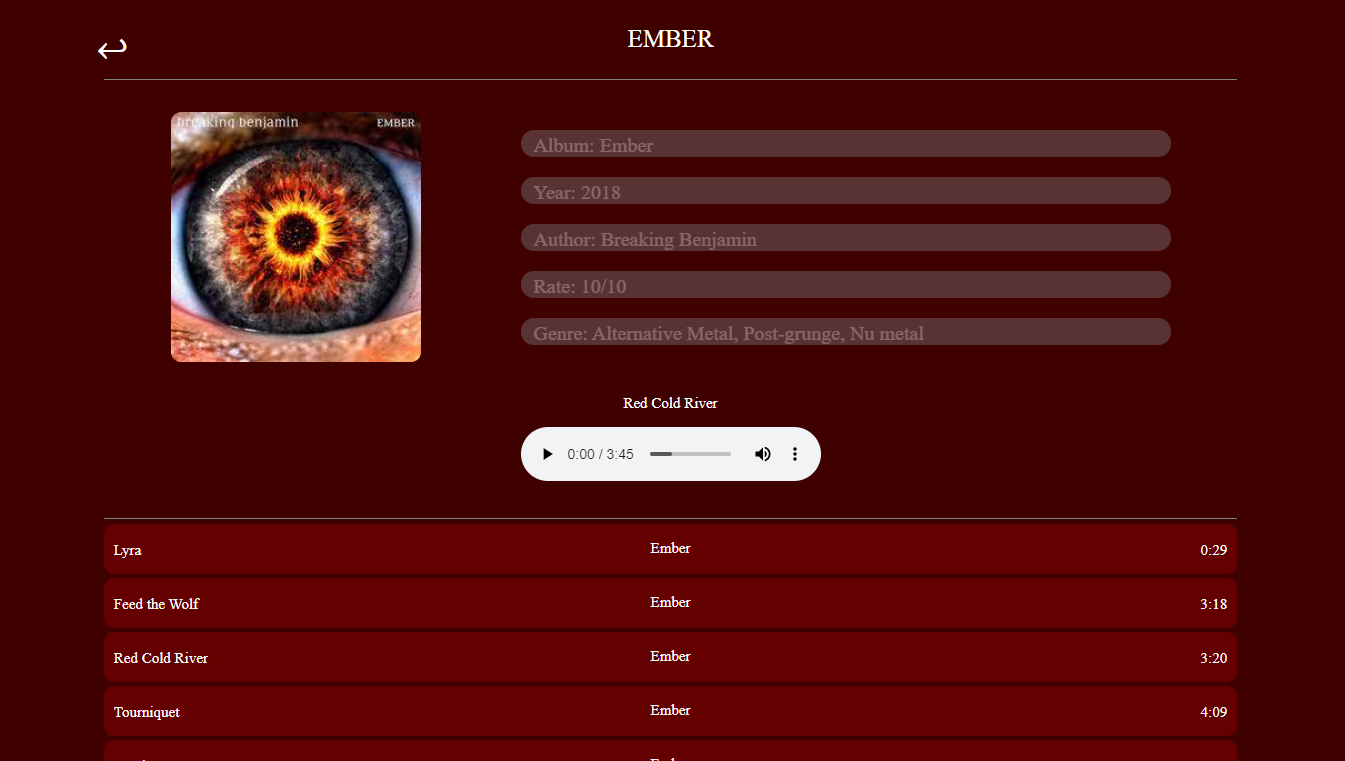 EMBER
breaking benjamin EMBER
Album: Ember
Year: 2018
Author: Breaking Benjamin
Rate: 10/10
Genre: Alternative Metal, Post-grunge, Nu metal
Red Cold River
0:00 / 3:45
Lyra Ember 0:29
Feed the Wolf Ember 3:18
Red Cold River Ember 3:20
Tourniquet Ember 4:09